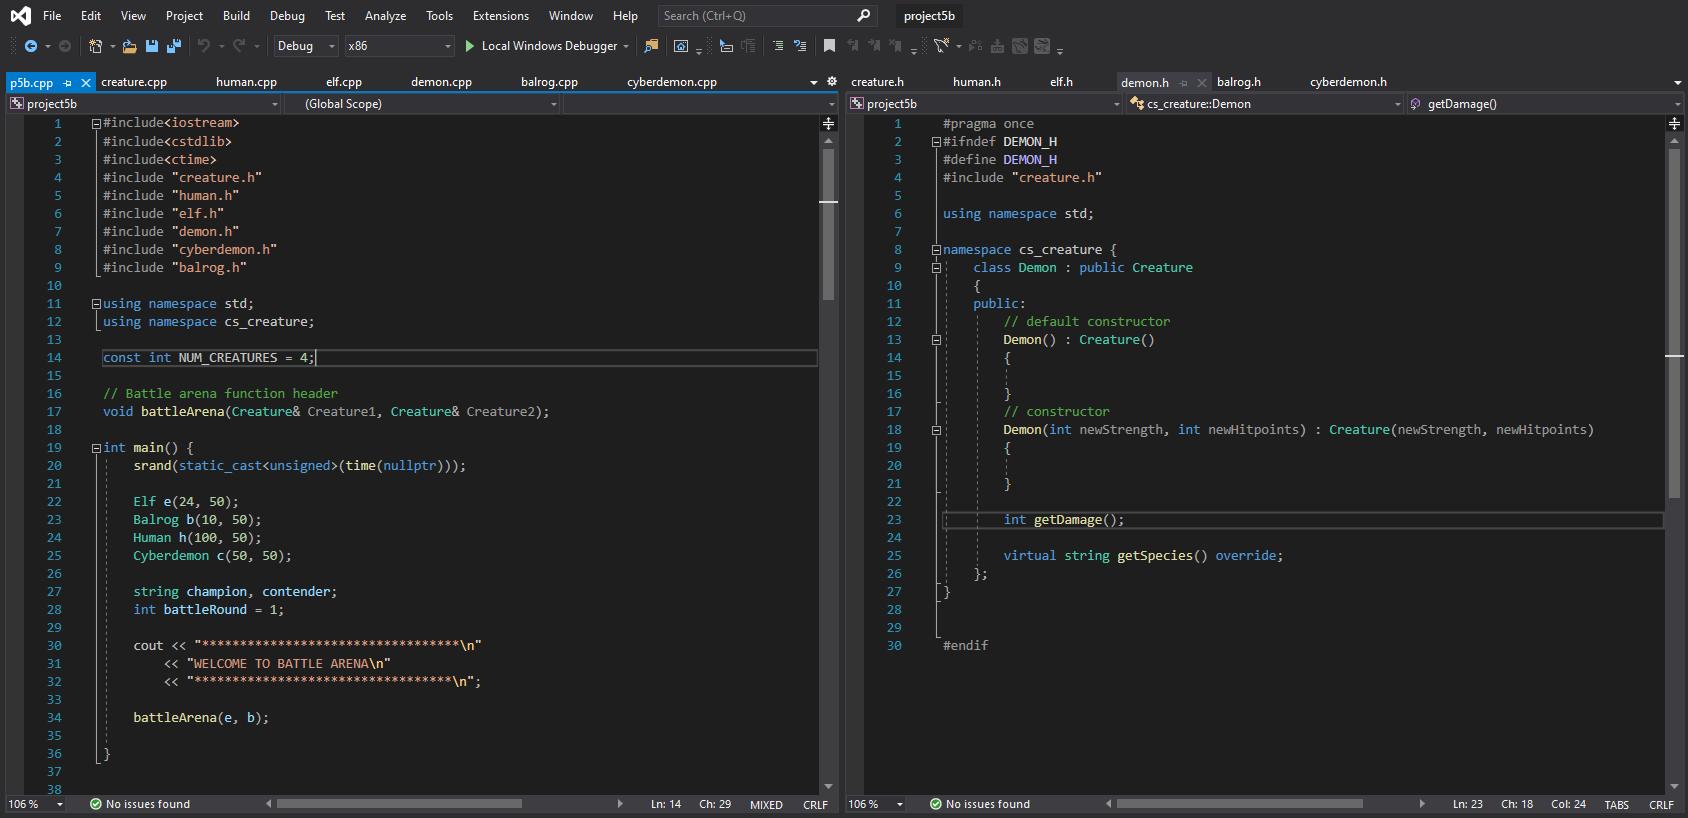 File Edit View Project Build Debug Test Analyze Tools Extensions Window Help Search (Ctrl+Q) project5b
Debug x86 Local Windows Debugger
p5b.cpp creature.cpp human.cpp elf.cpp demon.cpp balrog.cpp cyberdemon.cpp
project5b (Global Scope)
1 #include<iostream>
2 #include<cstdlib>
3 #include<ctime>
4 #include "creature.h"
5 #include "human.h"
6 #include "elf.h"
7 #include "demon.h"
8 #include "cyberdemon.h"
9 #include "balrog.h"
10
11 using namespace std;
12 using namespace cs_creature;
13
14 const int NUM_CREATURES = 4;
15
16 // Battle arena function header
17 void battleArena(Creature& Creature1, Creature& Creature2);
18
19 int main() {
20 srand(static_cast<unsigned>(time(nullptr)));
21
22 Elf e(24, 50);
23 Balrog b(10, 50);
24 Human h(100, 50);
25 Cyberdemon c(50, 50);
26
27 string champion, contender;
28 int battleRound = 1;
29
30 cout << "**********************************\n"
31 << "WELCOME TO BATTLE ARENA\n"
32 << "**********************************\n";
33
34 battleArena(e, b);
35
36 }
37
38
106 % No issues found Ln: 14 Ch: 29 MIXED CRLF
creature.h human.h elf.h demon.h balrog.h cyberdemon.h
project5b cs_creature::Demon getDamage()
1 #pragma once
2 #ifndef DEMON_H
3 #define DEMON_H
4 #include "creature.h"
5
6 using namespace std;
7
8 namespace cs_creature {
9 class Demon : public Creature
10 {
11 public:
12 // default constructor
13 Demon() : Creature()
14 {
15
16 }
17 // constructor
18 Demon(int newStrength, int newHitpoints) : Creature(newStrength, newHitpoints)
19 {
20
21 }
22
23 int getDamage();
24
25 virtual string getSpecies() override;
26 };
27 }
28
29
30 #endif
106 % No issues found Ln: 23 Ch: 18 Col: 24 TABS CRLF